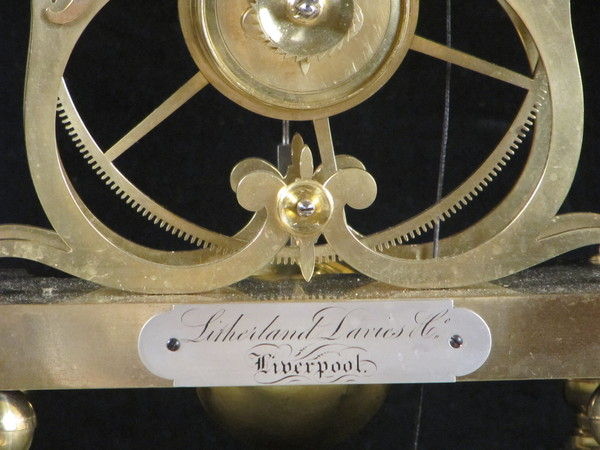 Litherland Davies & Co
Liverpool.